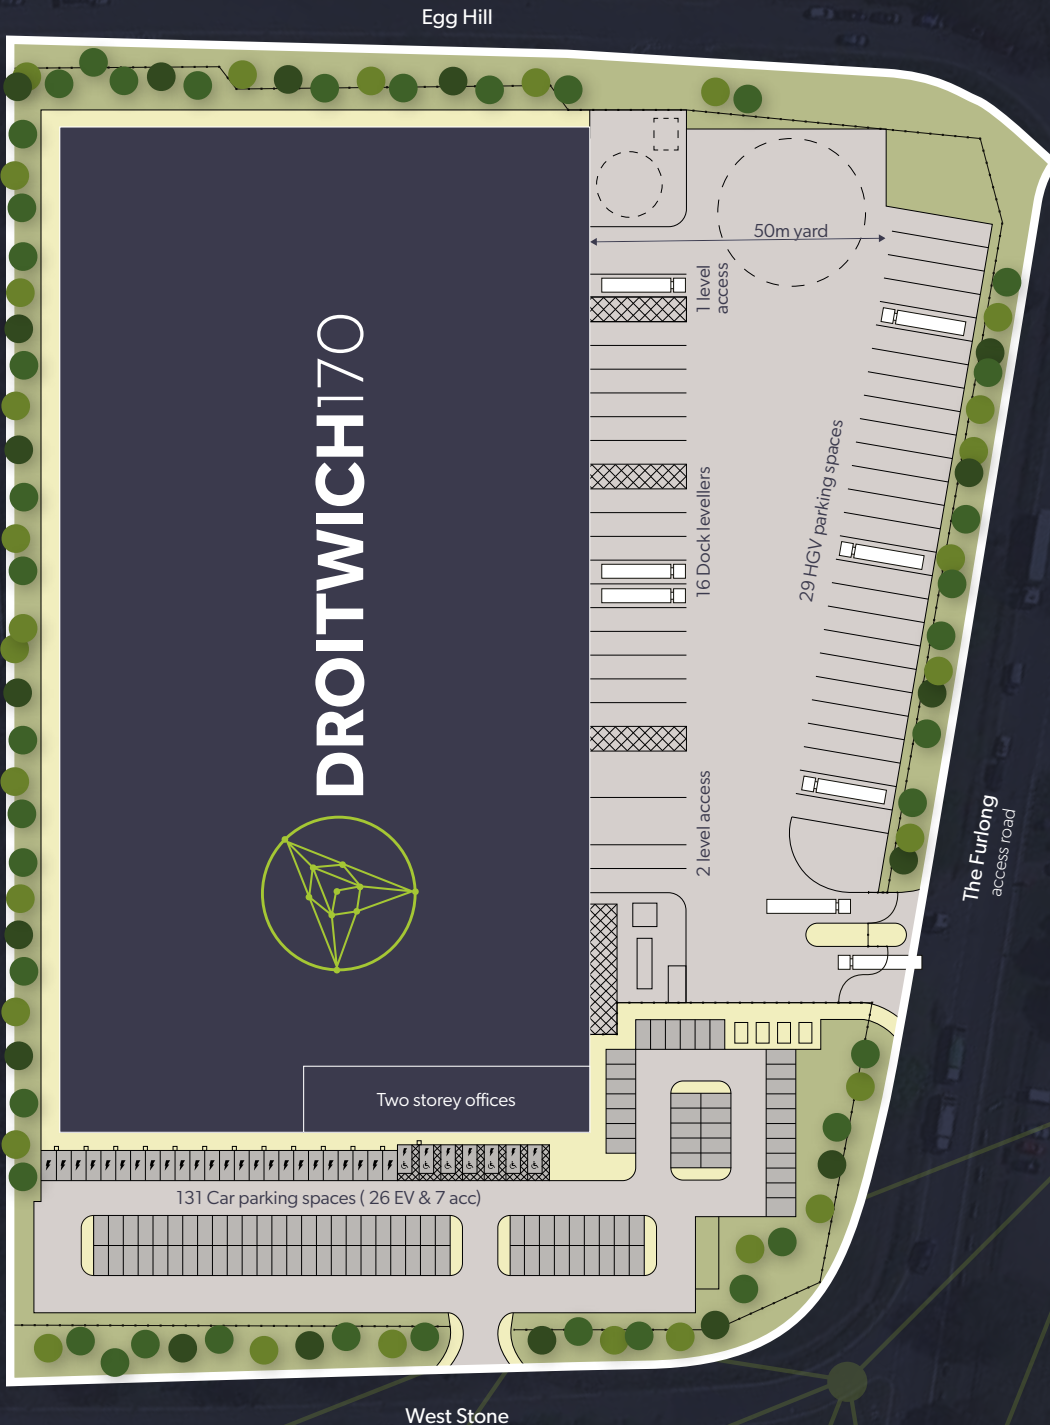 Egg Hill
50m yard
1 level
access
DROITWICH170
16 Dock levellers
29 HGV parking spaces
2 level access
The Furlong
access road
Two storey offices
131 Car parking spaces ( 26 EV & 7 acc)
West Stone